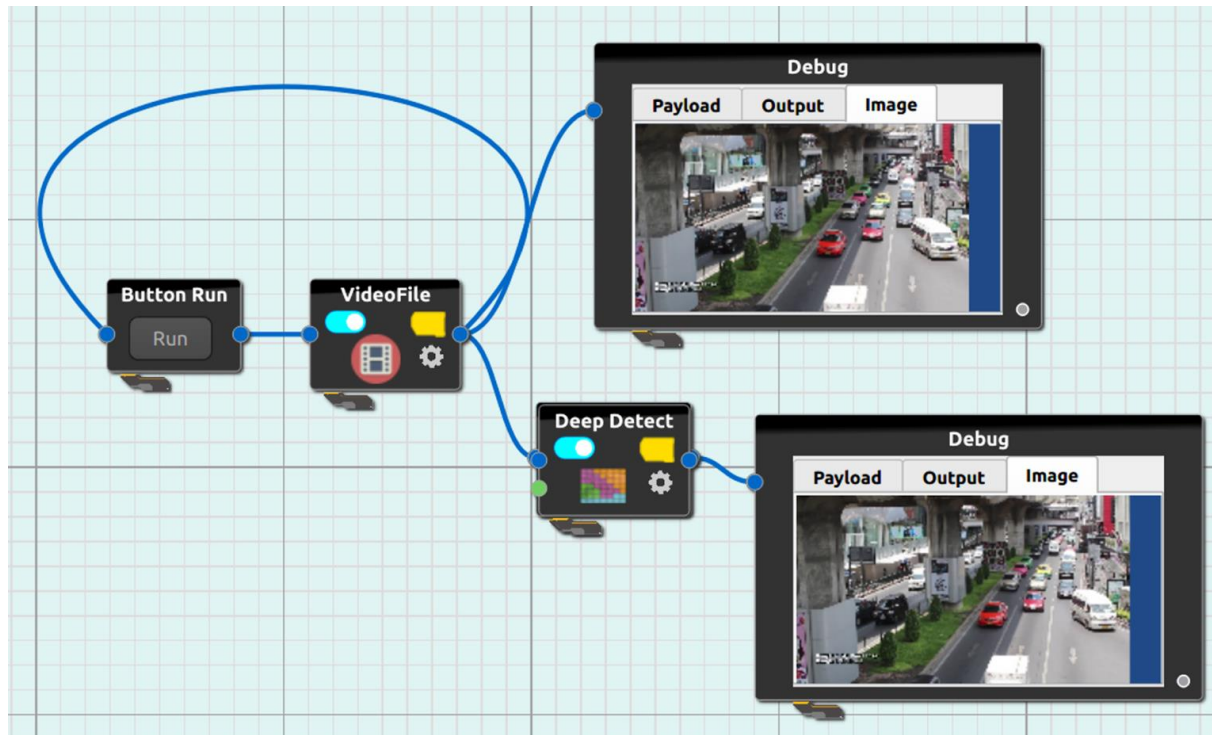 Debug
Payload Output Image
Button Run
Run
VideoFile
Deep Detect
Debug
Payload Output Image